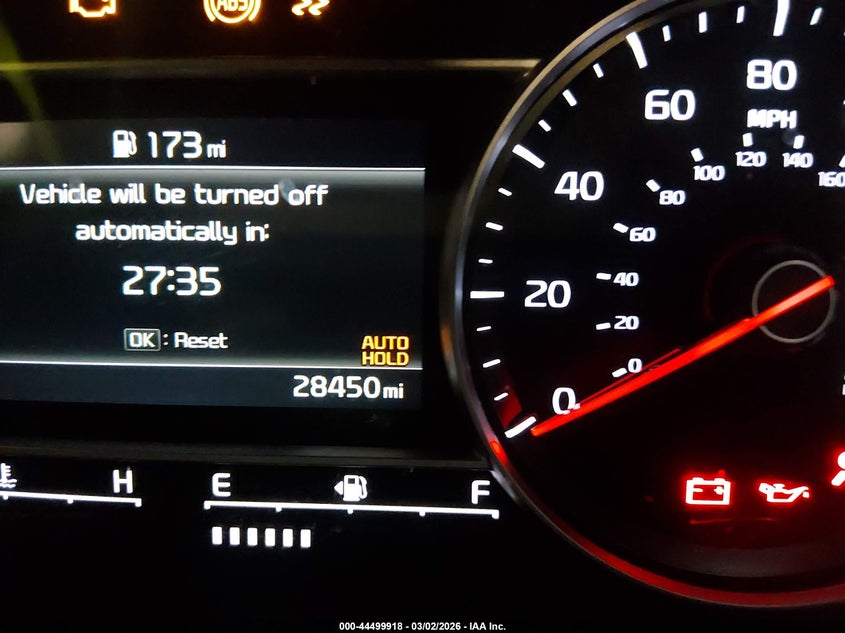 ABS
173 mi
Vehicle will be turned off
automatically in:
27:35
OK : Reset
AUTO
HOLD
28450 mi
H
E
F
0
20
40
60
80
MPH
0
20
40
60
80
100
120
140
160
000-44499918 - 03/02/2026 - IAA Inc.